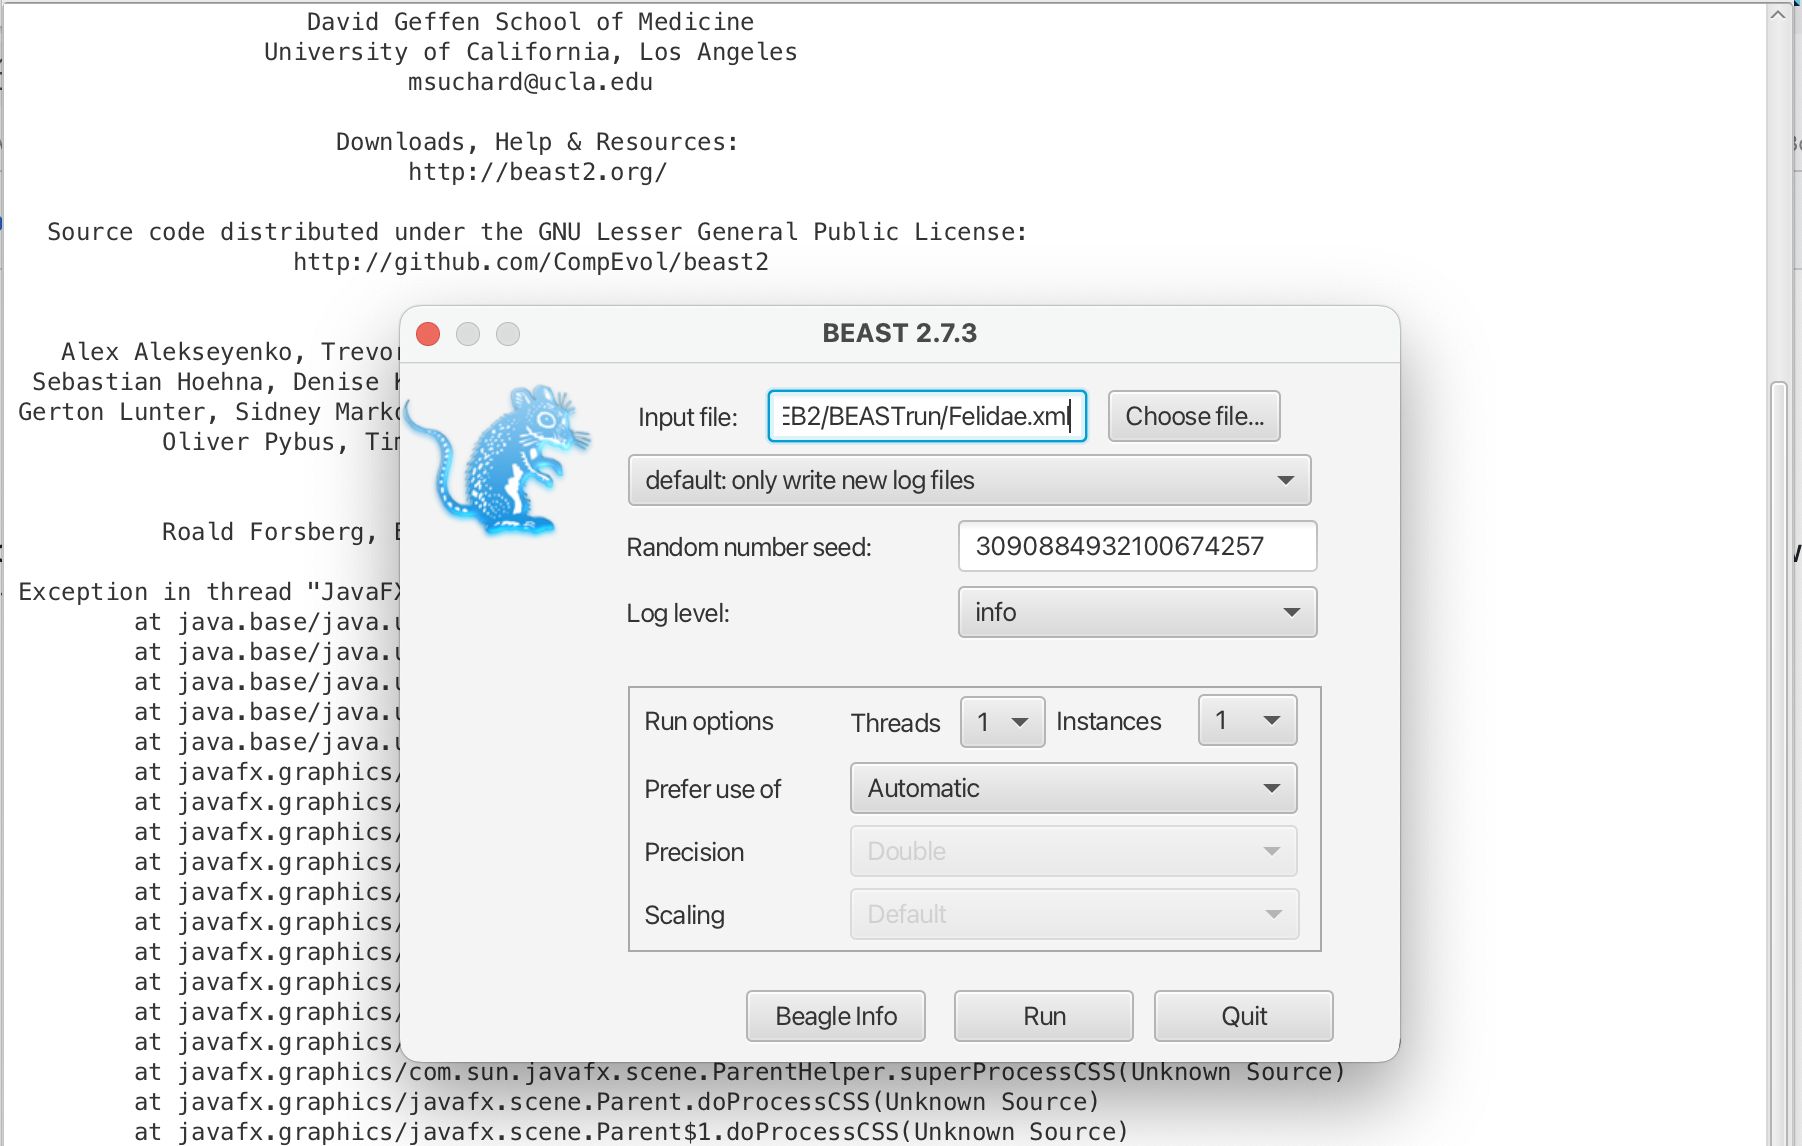 David Geffen School of Medicine
University of California, Los Angeles
msuchard@ucla.edu
Downloads, Help & Resources:
http://beast2.org/
Source code distributed under the GNU Lesser General Public License:
http://github.com/CompEvol/beast2
Alex Alekseyenko, Trevor
Sebastian Hoehna, Denise
Gerton Lunter, Sidney
Oliver Pybus,
Roald Forsberg,
Exception in thread "JavaFX
at java.base/java.u
at java.base/java.u
at java.base/java.u
at java.base/java.u
at java.base/java.u
at javafx.graphics/
at javafx.graphics/
at javafx.graphics/
at javafx.graphics/
at javafx.graphics/
at javafx.graphics/
at javafx.graphics/
at javafx.graphics/
at javafx.graphics/
at javafx.graphics/
at javafx.graphics/com.sun.javafx.scene.ParentHelper.superProcessCSS(Unknown Source)
at javafx.graphics/javafx.scene.Parent.doProcessCSS(Unknown Source)
at javafx.graphics/javafx.scene.Parent$1.doProcessCSS(Unknown Source)
BEAST 2.7.3
Input file: EB2/BEASTrun/Felidae.xml Choose file...
default: only write new log files
Random number seed: 3090884932100674257
Log level: info
Run options Threads 1 Instances 1
Prefer use of Automatic
Precision Double
Scaling Default
Beagle Info Run Quit